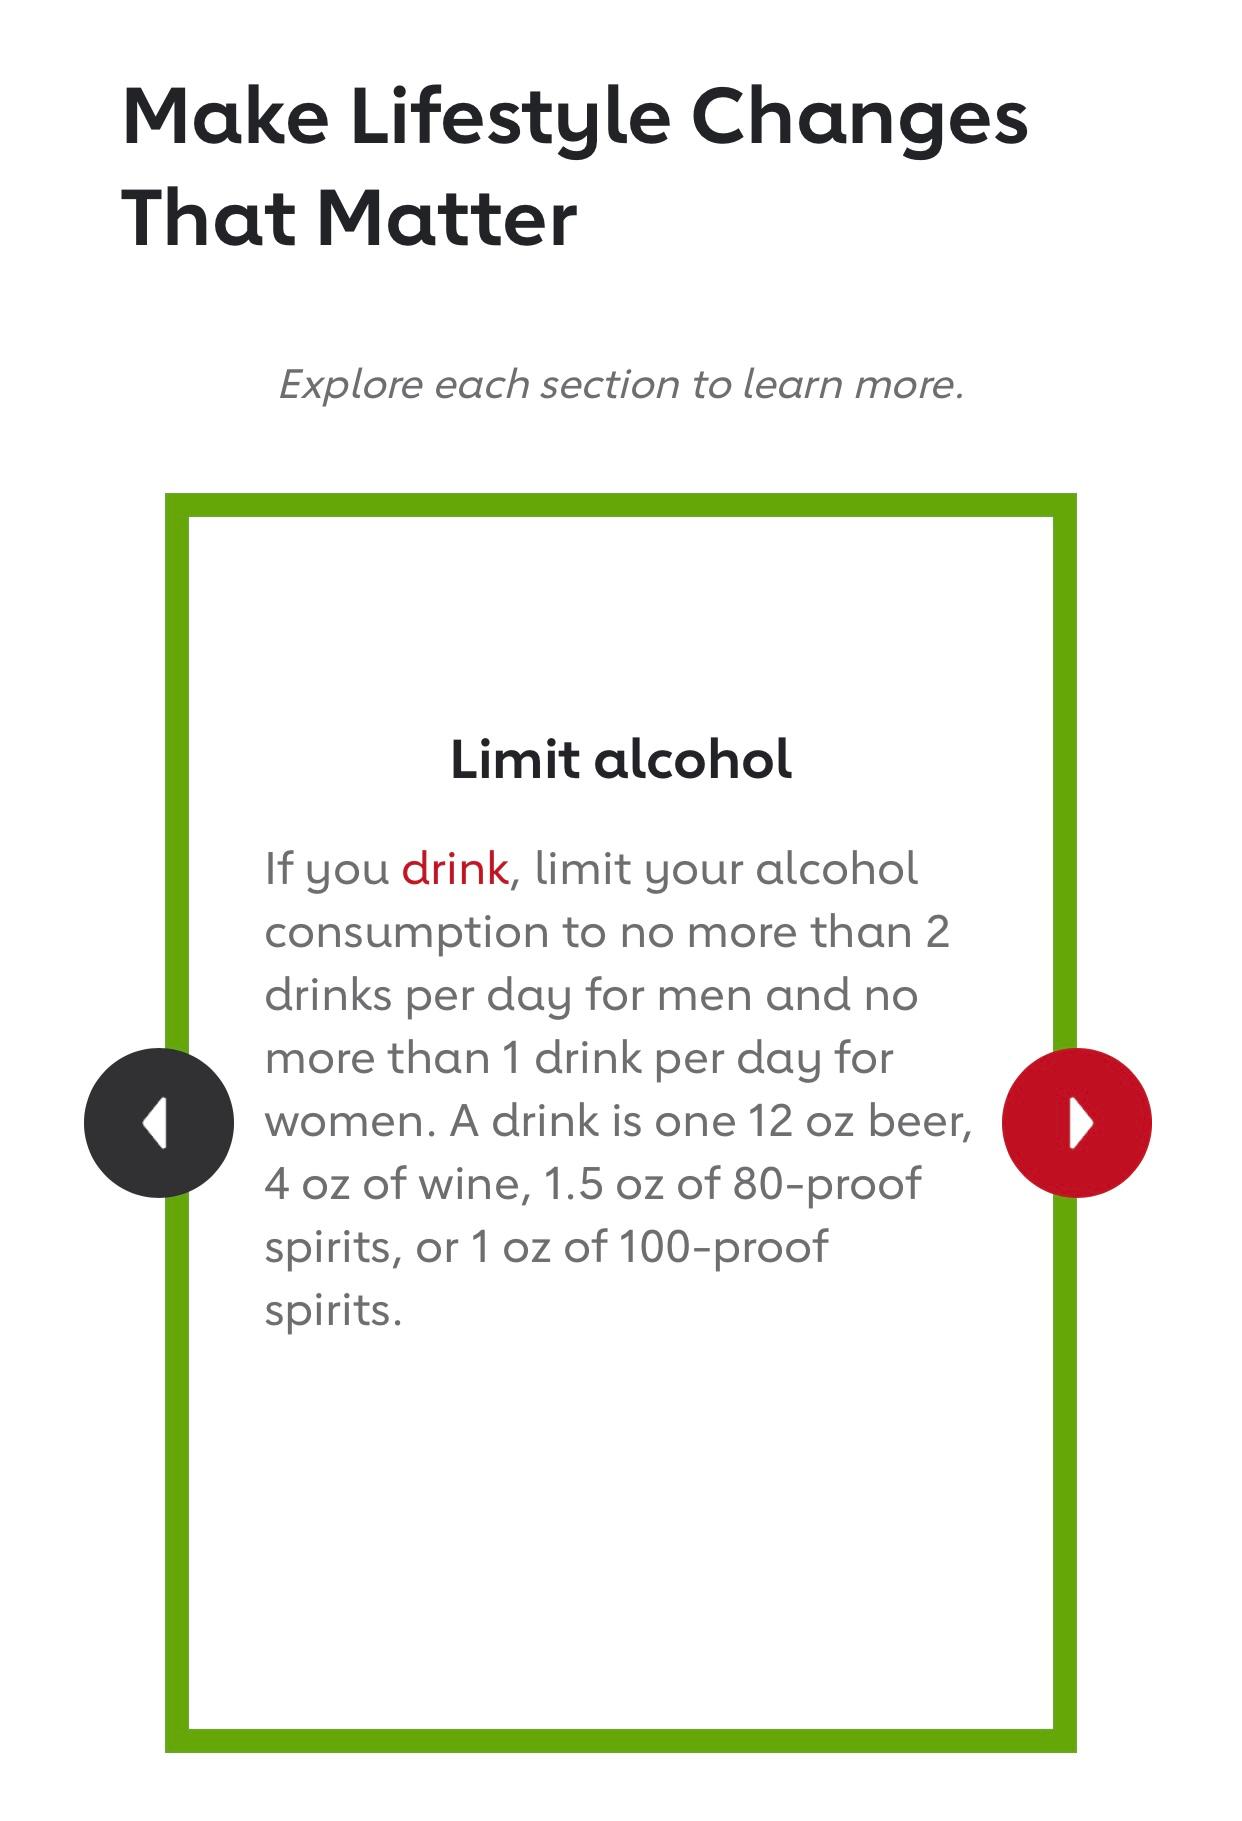 Make Lifestyle Changes
That Matter
Explore each section to learn more.
Limit alcohol
If you drink, limit your alcohol
consumption to no more than 2
drinks per day for men and no
more than 1 drink per day for
women. A drink is one 12 oz beer,
4 oz of wine, 1.5 oz of 80-proof
spirits, or 1 oz of 100-proof
spirits.